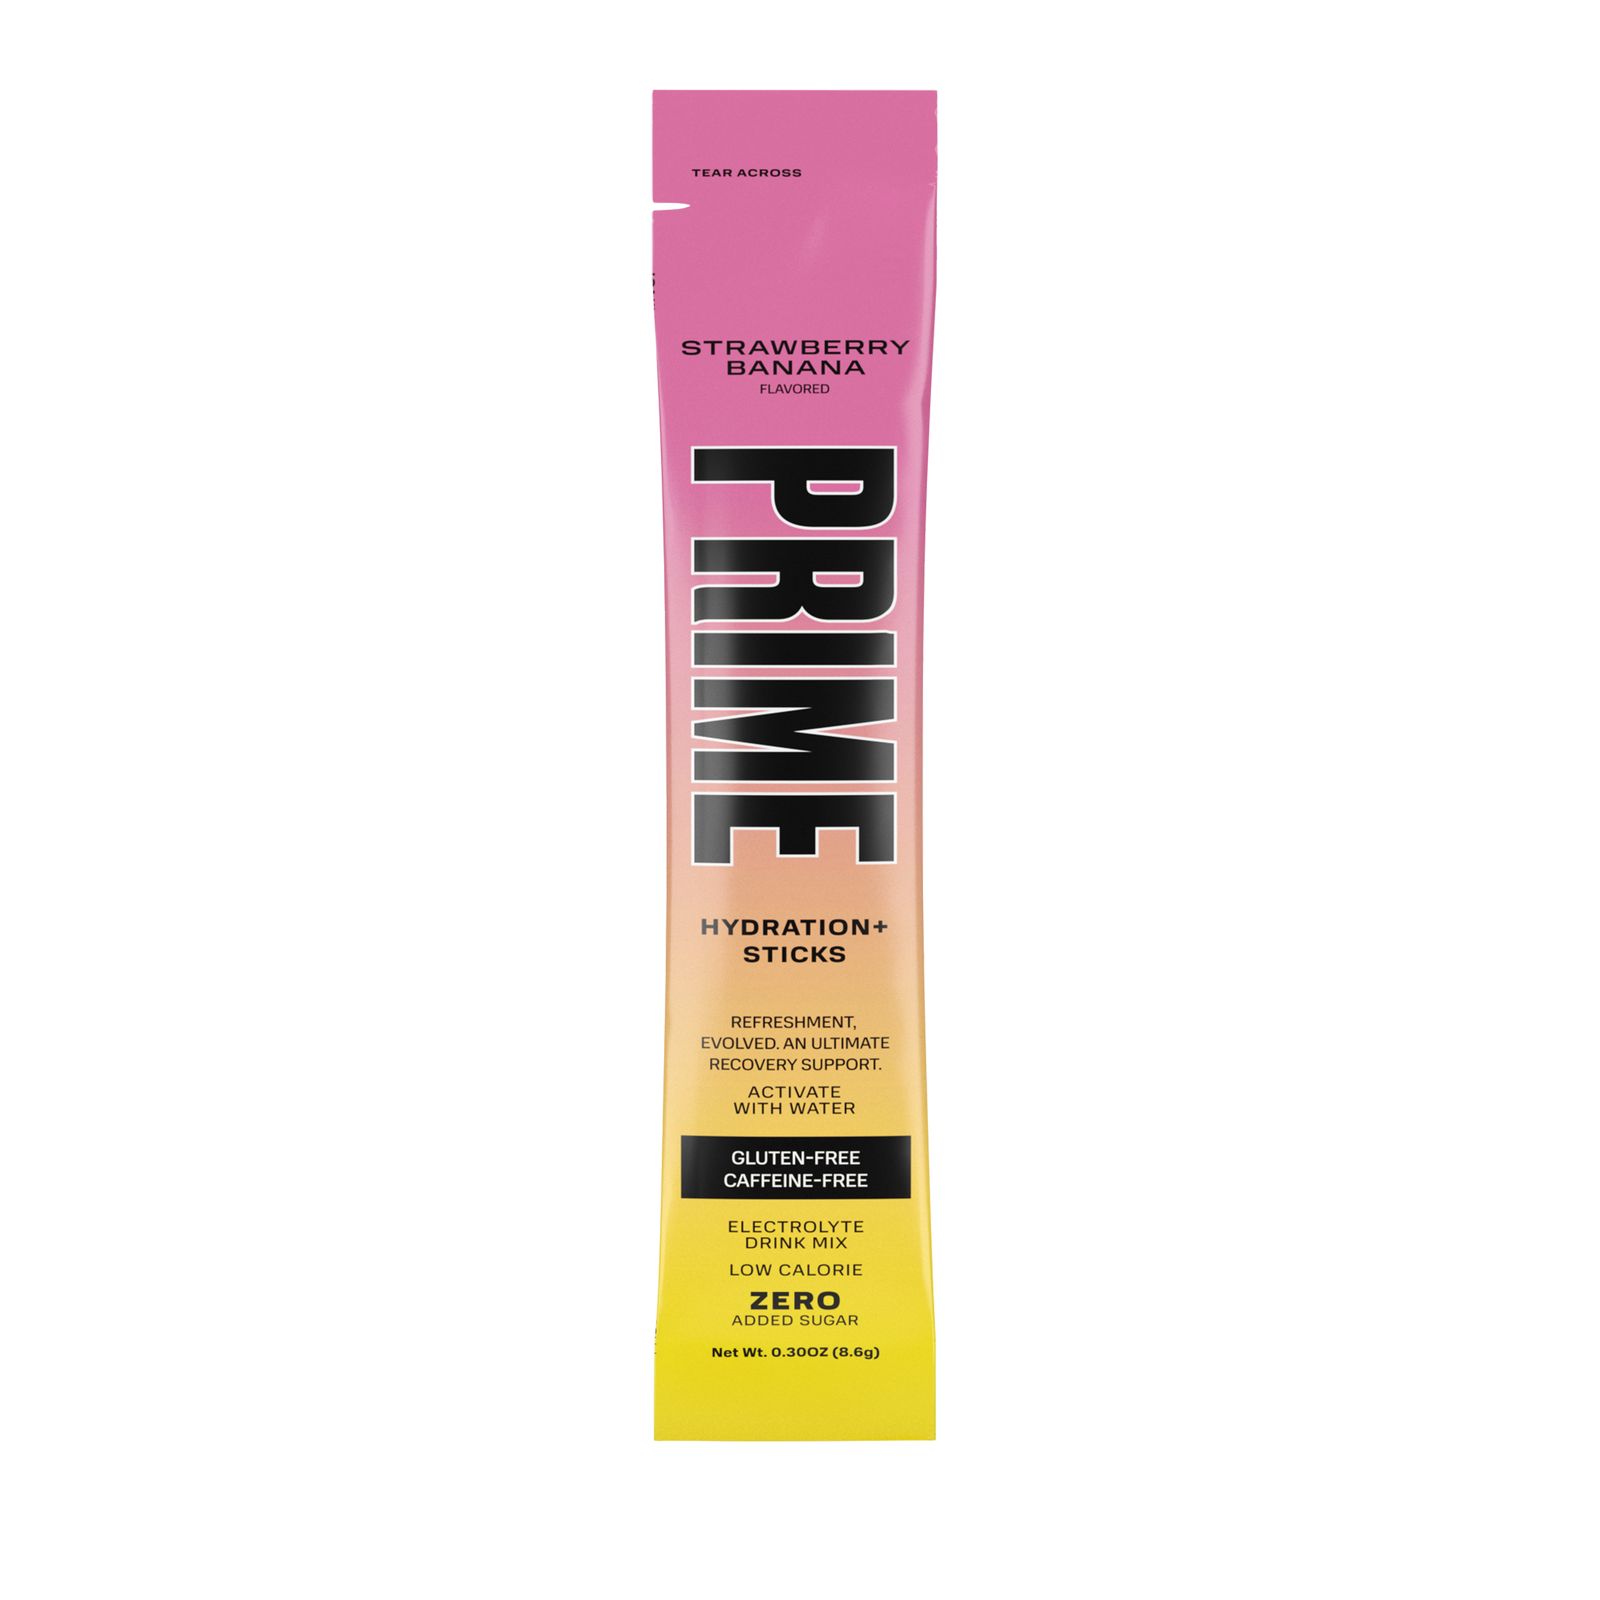 TEAR ACROSS
STRAWBERRY
BANANA
FLAVORED
PRIME
HYDRATION+
STICKS
REFRESHMENT,
EVOLVED. AN ULTIMATE
RECOVERY SUPPORT.
ACTIVATE
WITH WATER
GLUTEN-FREE
CAFFEINE-FREE
ELECTROLYTE
DRINK MIX
LOW CALORIE
ZERO
ADDED SUGAR
Net Wt. 0.30OZ (8.6g)